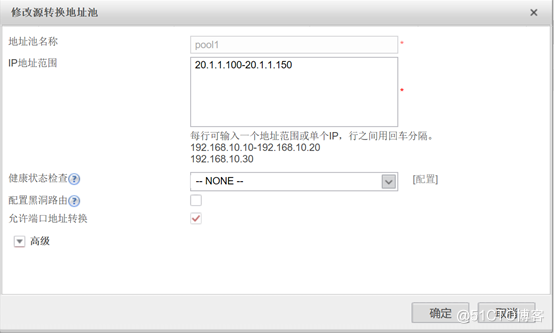 修改源转换地址池
地址池名称 pool1 *
IP地址范围 20.1.1.100-20.1.1.150 *
每行可输入一个地址范围或单个IP，行之间用回车分隔。
192.168.10.10-192.168.10.20
192.168.10.30
健康状态检查 ? -- NONE -- [配置]
配置黑洞路由 ?
允许端口地址转换
高级
确定 取消
@51CTO博客